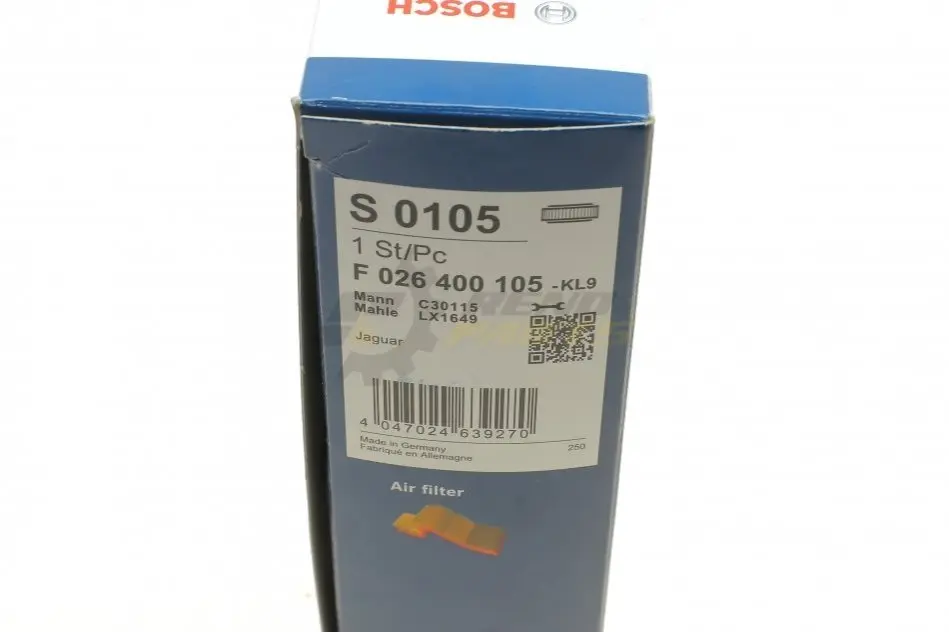 BOSCH
S 0105
1 St/Pc
F 026 400 105 -KL9
Mann C30115
Mahle LX1649
Jaguar
4 047024 639270
Made in Germany
Fabriqué en Allemagne
250
Air filter